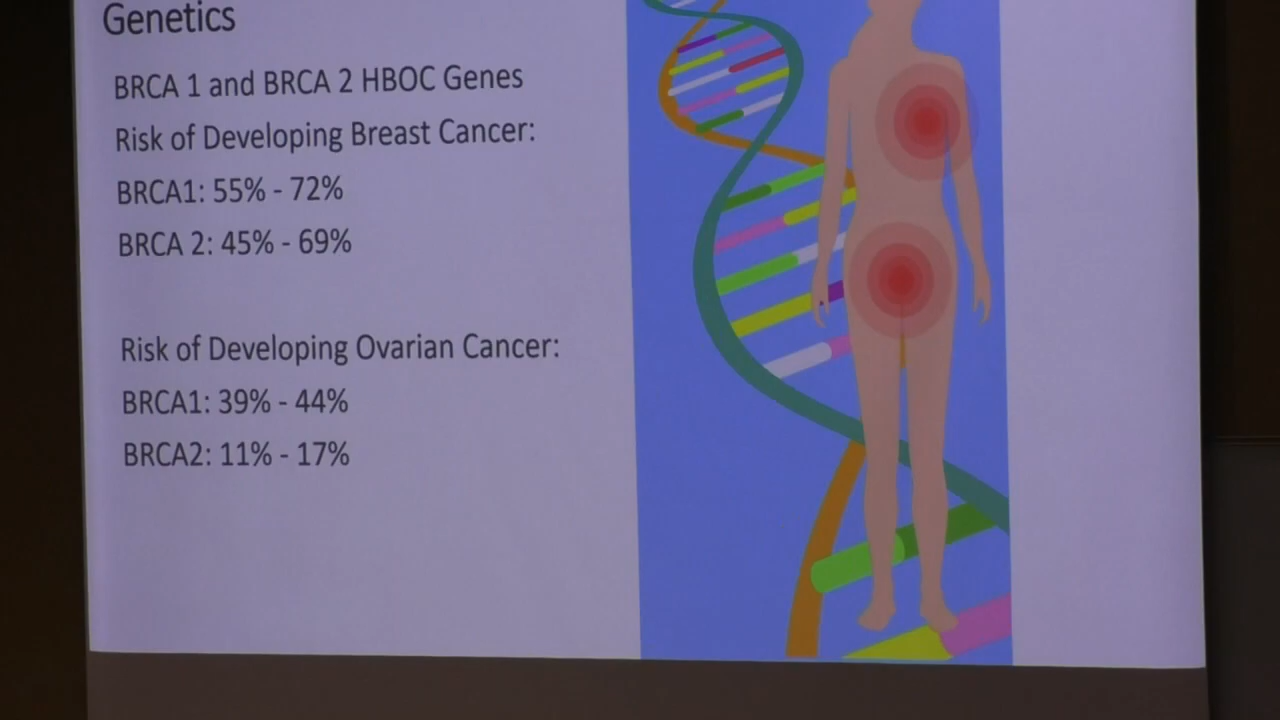 Genetics
BRCA 1 and BRCA 2 HBOC Genes
Risk of Developing Breast Cancer:
BRCA1: 55% - 72%
BRCA 2: 45% - 69%
Risk of Developing Ovarian Cancer:
BRCA1: 39% - 44%
BRCA2: 11% - 17%